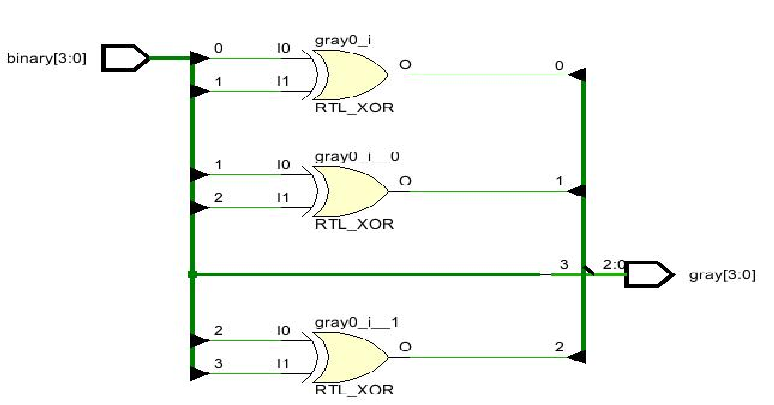 gray0_i
binary[3:0]
0 I0
O 0
1 I1
RTL_XOR
gray0_i__0
1 I0
O 1
2 I1
RTL_XOR
3 2:0
gray[3:0]
gray0_i__1
2 I0
O 2
3 I1
RTL_XOR